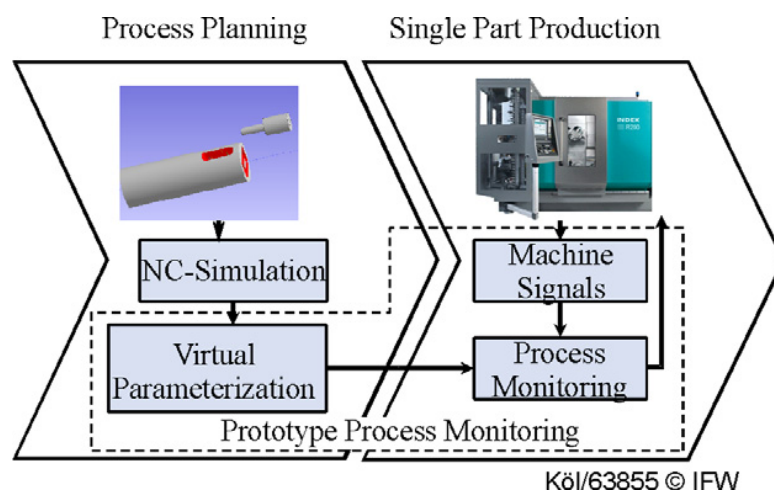 Process Planning
Single Part Production
INDEX
NC-Simulation
Machine
Signals
Virtual
Parameterization
Process
Monitoring
Prototype Process Monitoring
Köl/63855 © IFW